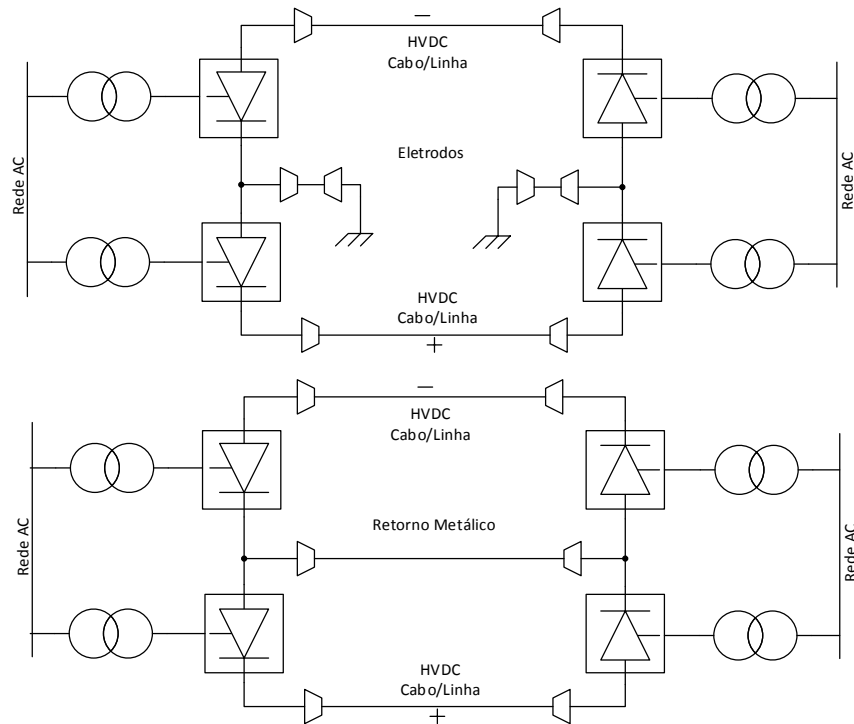 −
HVDC
Cabo/Linha
Rede AC
Eletrodos
Rede AC
HVDC
Cabo/Linha
+
−
HVDC
Cabo/Linha
Rede AC
Retorno Metálico
Rede AC
HVDC
Cabo/Linha
+